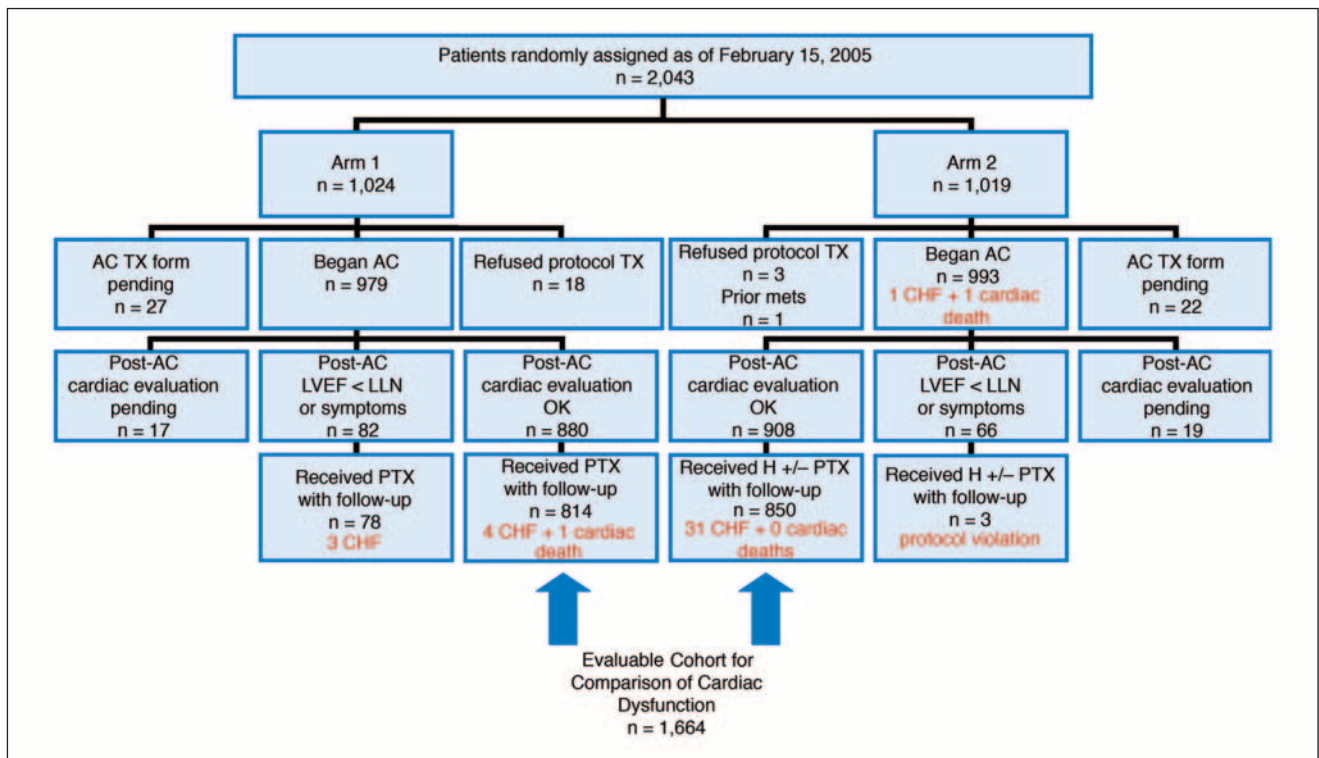 Patients randomly assigned as of February 15, 2005
n = 2,043
Arm 1
n = 1,024
Arm 2
n = 1,019
AC TX form
pending
n = 27
Began AC
n = 979
Refused protocol TX
n = 18
Refused protocol TX
n = 3
Prior mets
n = 1
Began AC
n = 993
1 CHF + 1 cardiac
death
AC TX form
pending
n = 22
Post-AC
cardiac evaluation
pending
n = 17
Post-AC
LVEF < LLN
or symptoms
n = 82
Post-AC
cardiac evaluation
OK
n = 880
Post-AC
cardiac evaluation
OK
n = 908
Post-AC
LVEF < LLN
or symptoms
n = 66
Post-AC
cardiac evaluation
pending
n = 19
Received PTX
with follow-up
n = 78
3 CHF
Received PTX
with follow-up
n = 814
4 CHF + 1 cardiac
death
Received H +/– PTX
with follow-up
n = 850
31 CHF + 0 cardiac
deaths
Received H +/– PTX
with follow-up
n = 3
protocol violation
Evaluable Cohort for
Comparison of Cardiac
Dysfunction
n = 1,664